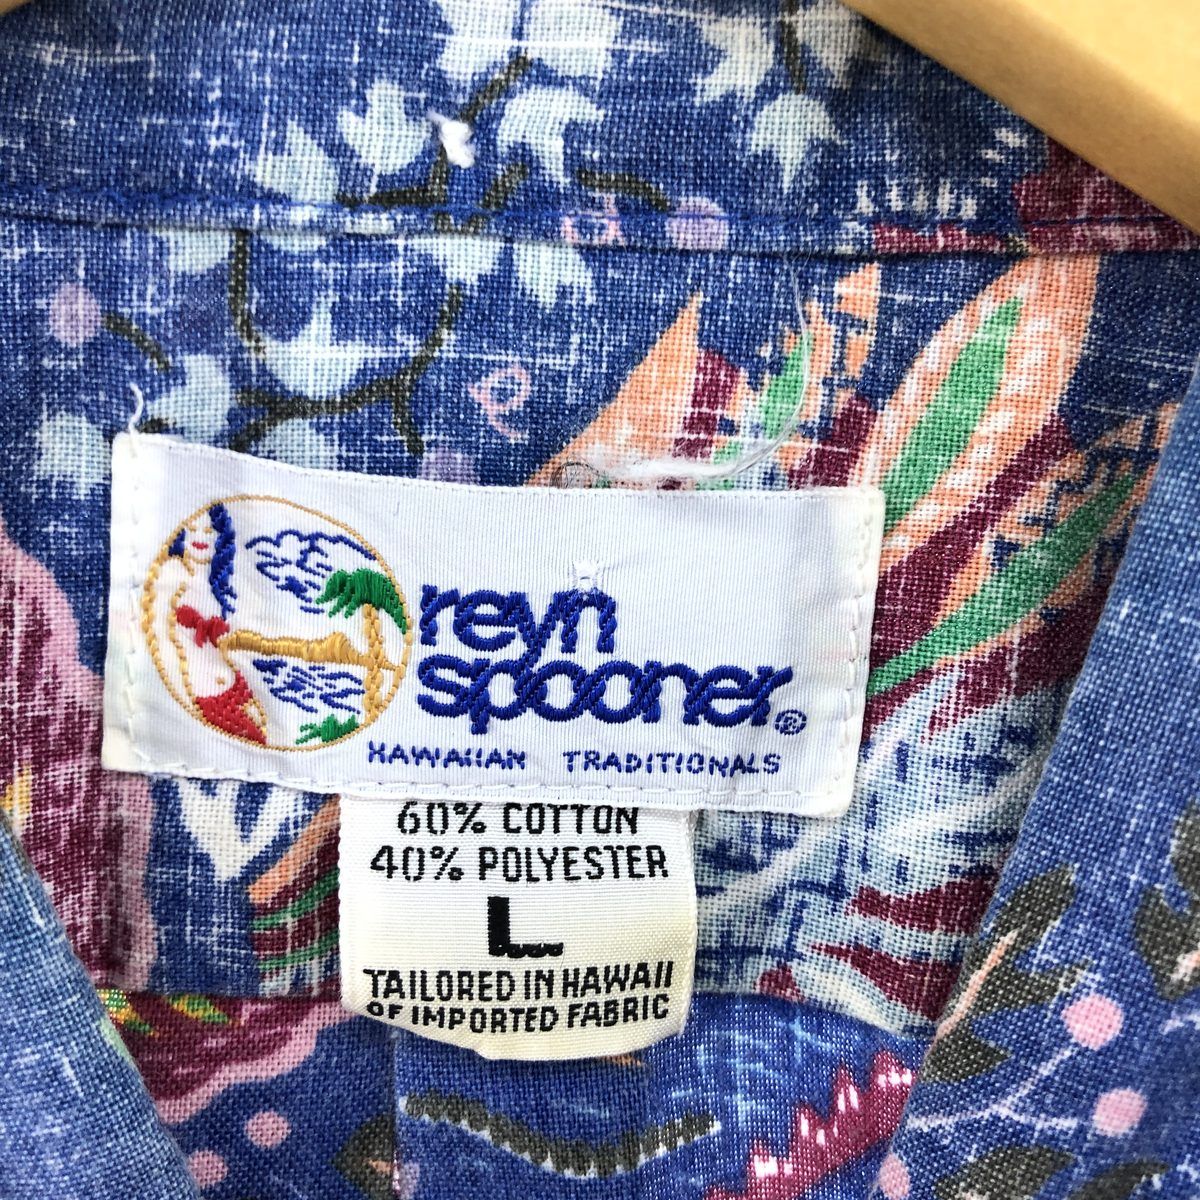 reyn
spooner®
HAWAIIAN TRADITIONALS
60% COTTON
40% POLYESTER
L
TAILORED IN HAWAII
OF IMPORTED FABRIC